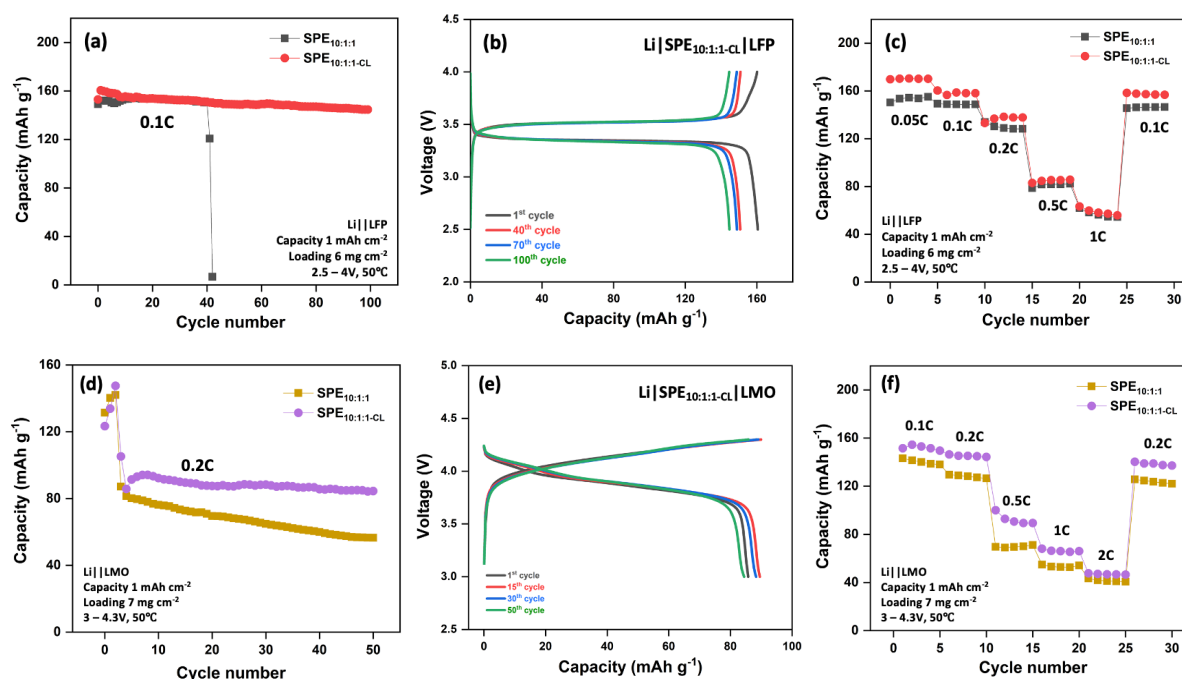 (a)
SPE10:1:1
SPE10:1:1-CL
0.1C
Li||LFP
Capacity 1 mAh cm-2
Loading 6 mg cm-2
2.5 – 4V, 50°C
Capacity (mAh g-1)
0
40
80
120
160
200
0
20
40
60
80
100
Cycle number
(b)
Li|SPE10:1:1-CL|LFP
1st cycle
40th cycle
70th cycle
100th cycle
Voltage (V)
2.0
2.5
3.0
3.5
4.0
4.5
0
40
80
120
160
Capacity (mAh g-1)
(c)
SPE10:1:1
SPE10:1:1-CL
0.05C
0.1C
0.2C
0.5C
1C
0.1C
Li||LFP
Capacity 1 mAh cm-2
Loading 6 mg cm-2
2.5 – 4V, 50°C
Capacity (mAh g-1)
0
40
80
120
160
200
0
5
10
15
20
25
30
Cycle number
(d)
SPE10:1:1
SPE10:1:1-CL
0.2C
Li||LMO
Capacity 1 mAh cm-2
Loading 7 mg cm-2
3 – 4.3V, 50°C
Capacity (mAh g-1)
0
40
80
120
160
0
10
20
30
40
50
Cycle number
(e)
Li|SPE10:1:1-CL|LMO
1st cycle
15th cycle
30th cycle
50th cycle
Voltage (V)
2.5
3.0
3.5
4.0
4.5
5.0
0
20
40
60
80
100
Capacity (mAh g-1)
(f)
SPE10:1:1
SPE10:1:1-CL
0.1C
0.2C
0.5C
1C
2C
0.2C
Li||LMO
Capacity 1 mAh cm-2
Loading 7 mg cm-2
3 – 4.3V, 50°C
Capacity (mAh g-1)
0
40
80
120
160
200
0
5
10
15
20
25
30
Cycle number